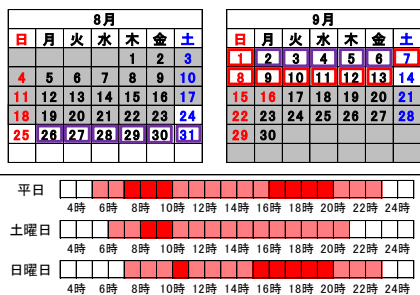 8月
日 月 火 水 木 金 土
1 2 3
4 5 6 7 8 9 10
11 12 13 14 15 16 17
18 19 20 21 22 23 24
25 26 27 28 29 30 31
9月
日 月 火 水 木 金 土
1 2 3 4 5 6 7
8 9 10 11 12 13 14
15 16 17 18 19 20 21
22 23 24 25 26 27 28
29 30
平日
4時 6時 8時 10時 12時 14時 16時 18時 20時 22時 24時
土曜日
4時 6時 8時 10時 12時 14時 16時 18時 20時 22時 24時
日曜日
4時 6時 8時 10時 12時 14時 16時 18時 20時 22時 24時